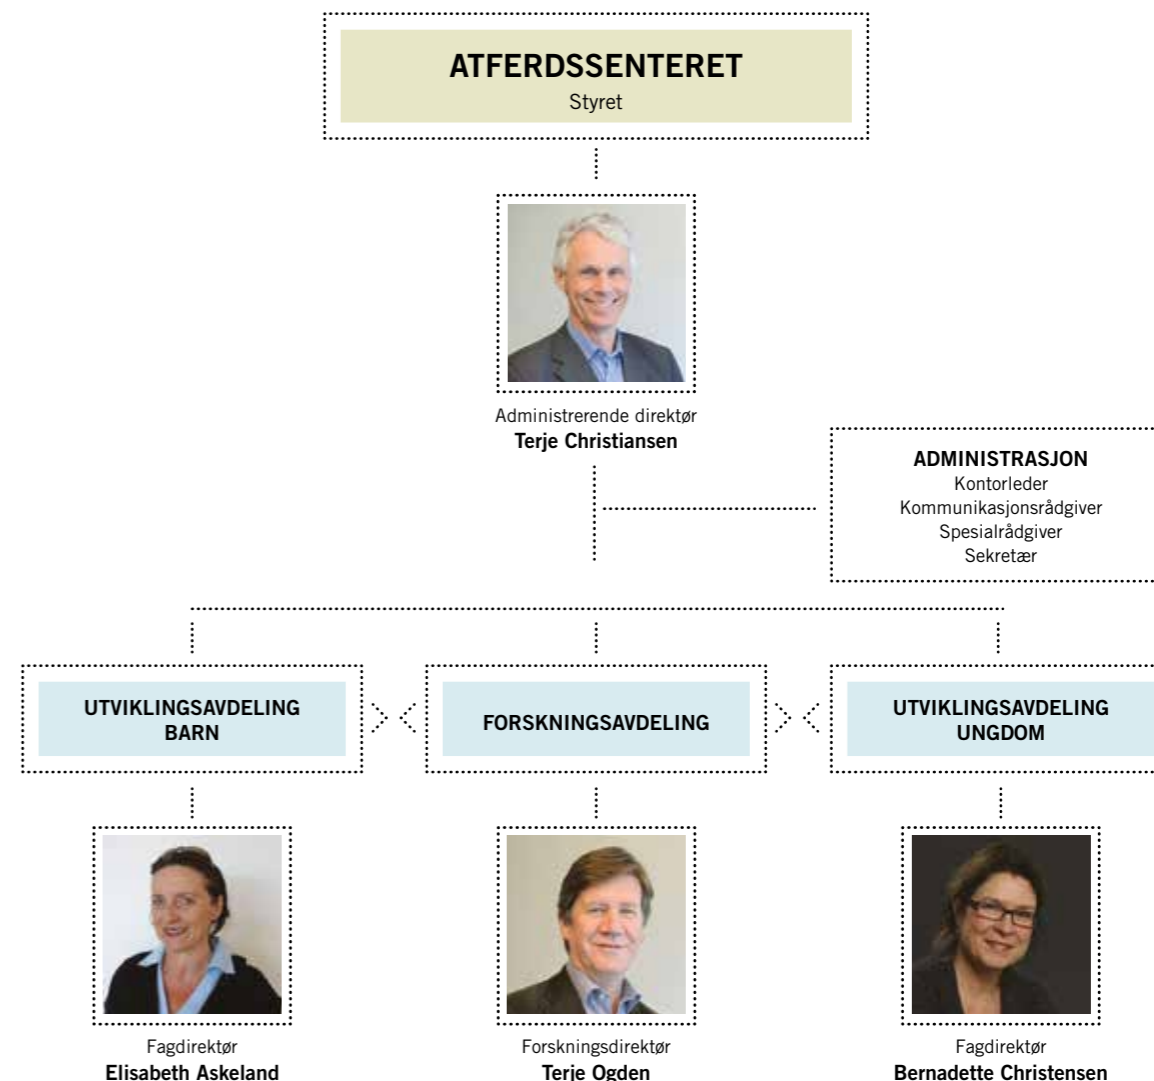 ATFERDSSENTERET
Styret
Administrerende direktør
Terje Christiansen
ADMINISTRASJON
Kontorleder
Kommunikasjonsrådgiver
Spesialrådgiver
Sekretær
UTVIKLINGSAVDELING
BARN
FORSKNINGSAVDELING
UTVIKLINGSAVDELING
UNGDOM
Fagdirektør
Elisabeth Askeland
Forskningsdirektør
Terje Ogden
Fagdirektør
Bernadette Christensen